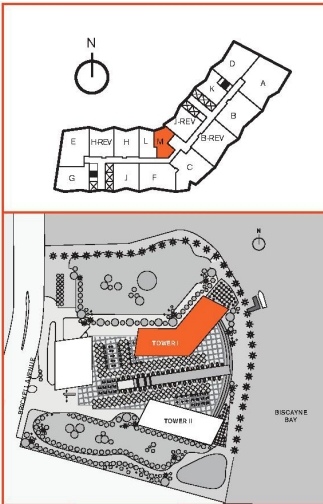 N
D
A
K
B
J-REV
B-REV
E
H-REV
H
L
M
G
J
F
C
N
TOWER I
BRICKELL AVENUE
TOWER II
BISCAYNE
BAY